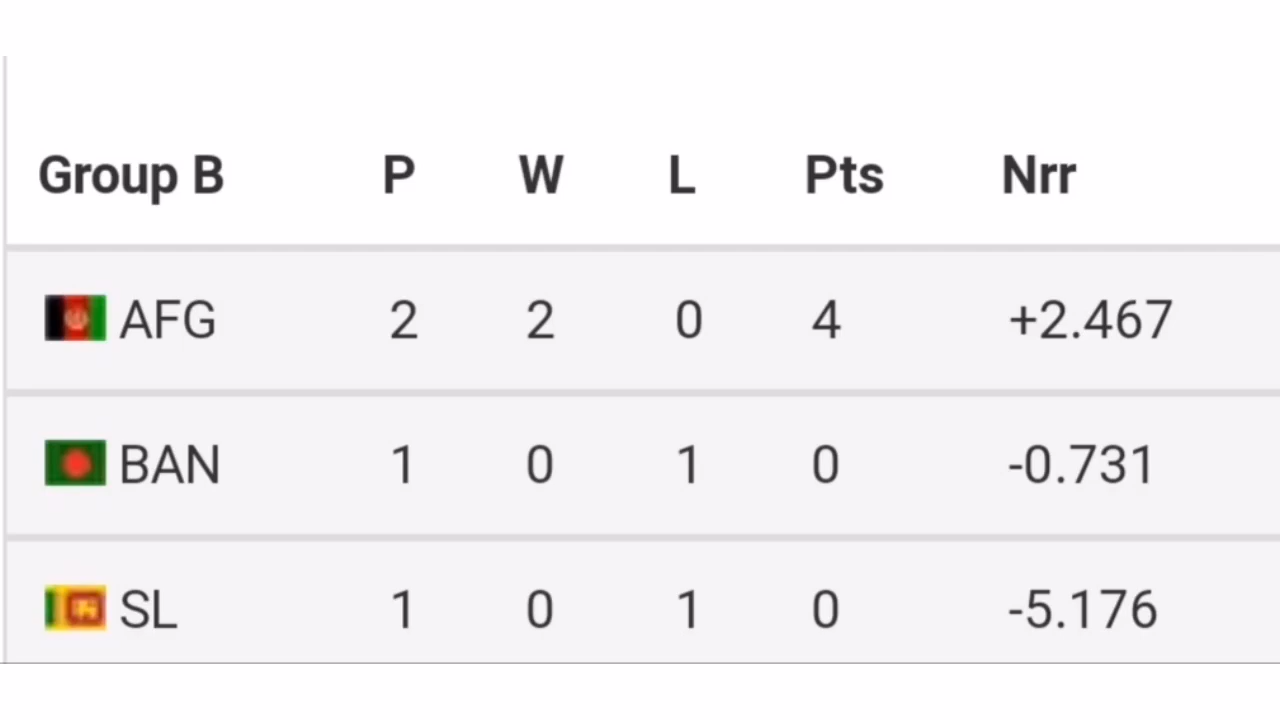 Group B P W L Pts Nrr
AFG 2 2 0 4 +2.467
BAN 1 0 1 0 -0.731
SL 1 0 1 0 -5.176